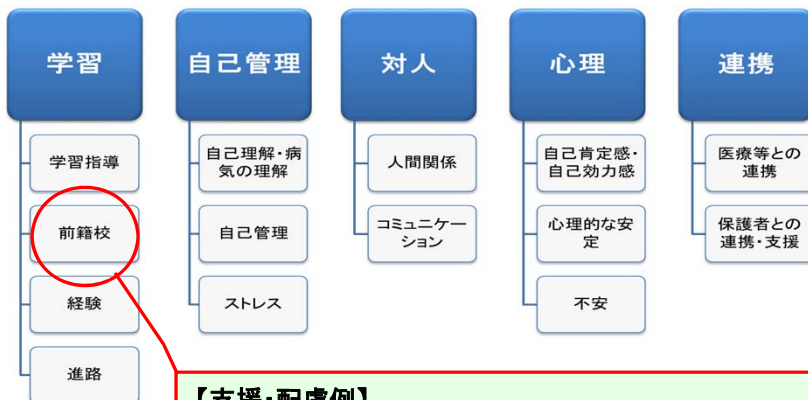 学習
自己管理
対人
心理
連携
学習指導
前籍校
経験
進路
自己理解・病
気の理解
自己管理
ストレス
人間関係
コミュニケー
ション
自己肯定感・
自己効力感
心理的な安
定
不安
医療等との
連携
保護者との
連携・支援
【支援・配慮例】